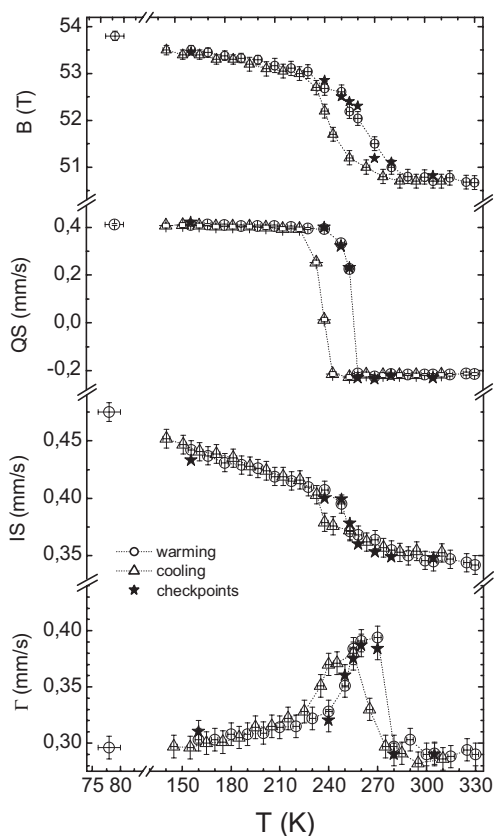 54
53
52
51
B (T)
0,4
0,2
0,0
-0,2
QS (mm/s)
0,45
0,40
0,35
IS (mm/s)
warming
cooling
checkpoints
0,40
0,35
0,30
Γ (mm/s)
75 80 150 180 210 240 270 300 330
T (K)